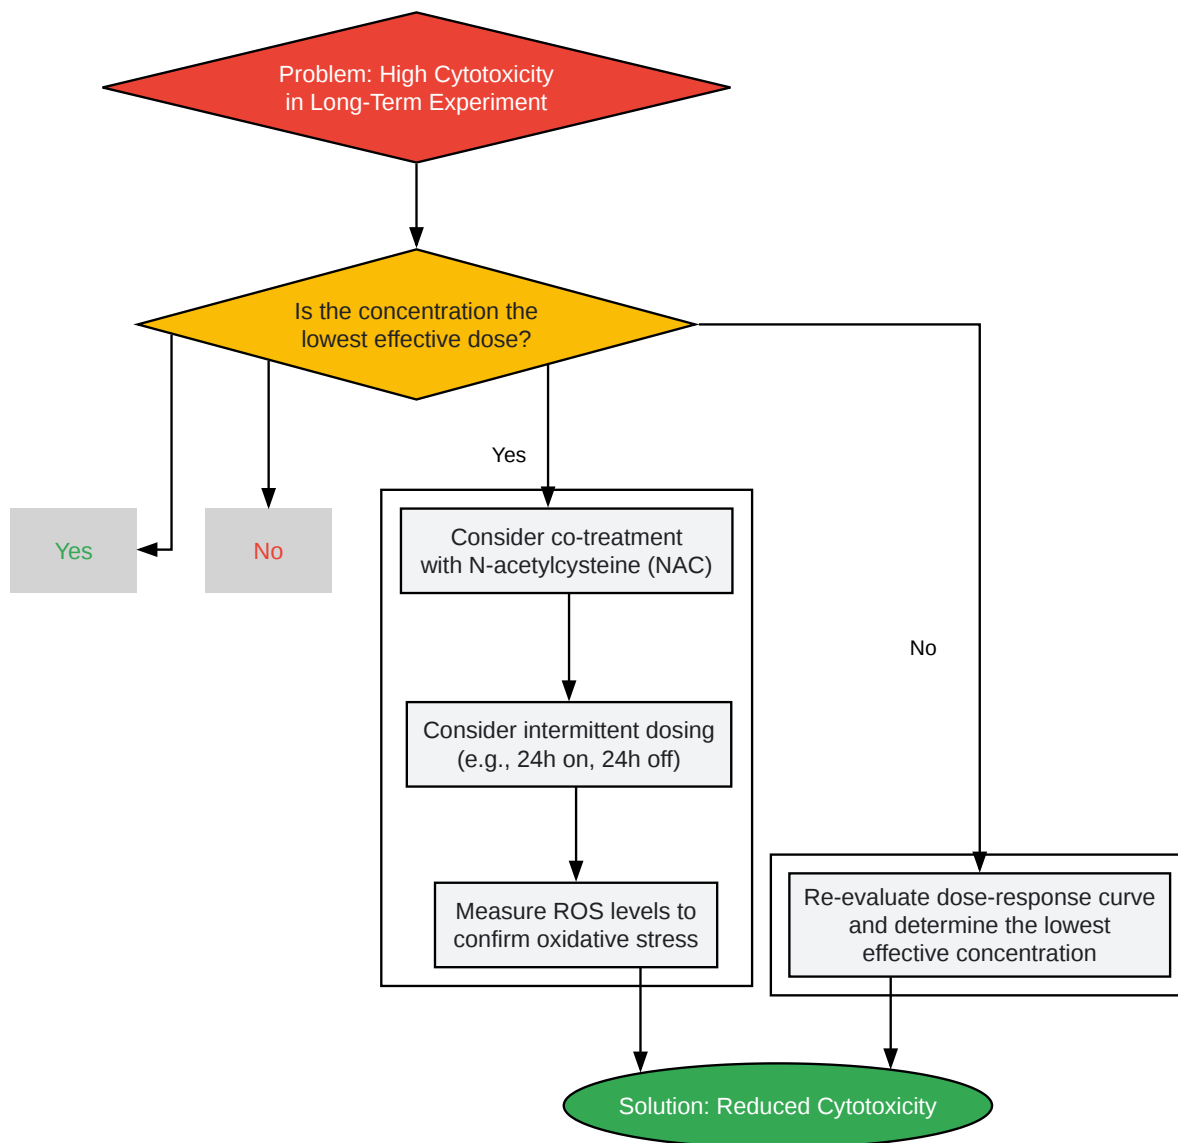 Problem: High Cytotoxicity
in Long-Term Experiment
Is the concentration the
lowest effective dose?
Yes
Yes
No
Consider co-treatment
with N-acetylcysteine (NAC)
No
Consider intermittent dosing
(e.g., 24h on, 24h off)
Measure ROS levels to
confirm oxidative stress
Re-evaluate dose-response curve
and determine the lowest
effective concentration
Solution: Reduced Cytotoxicity